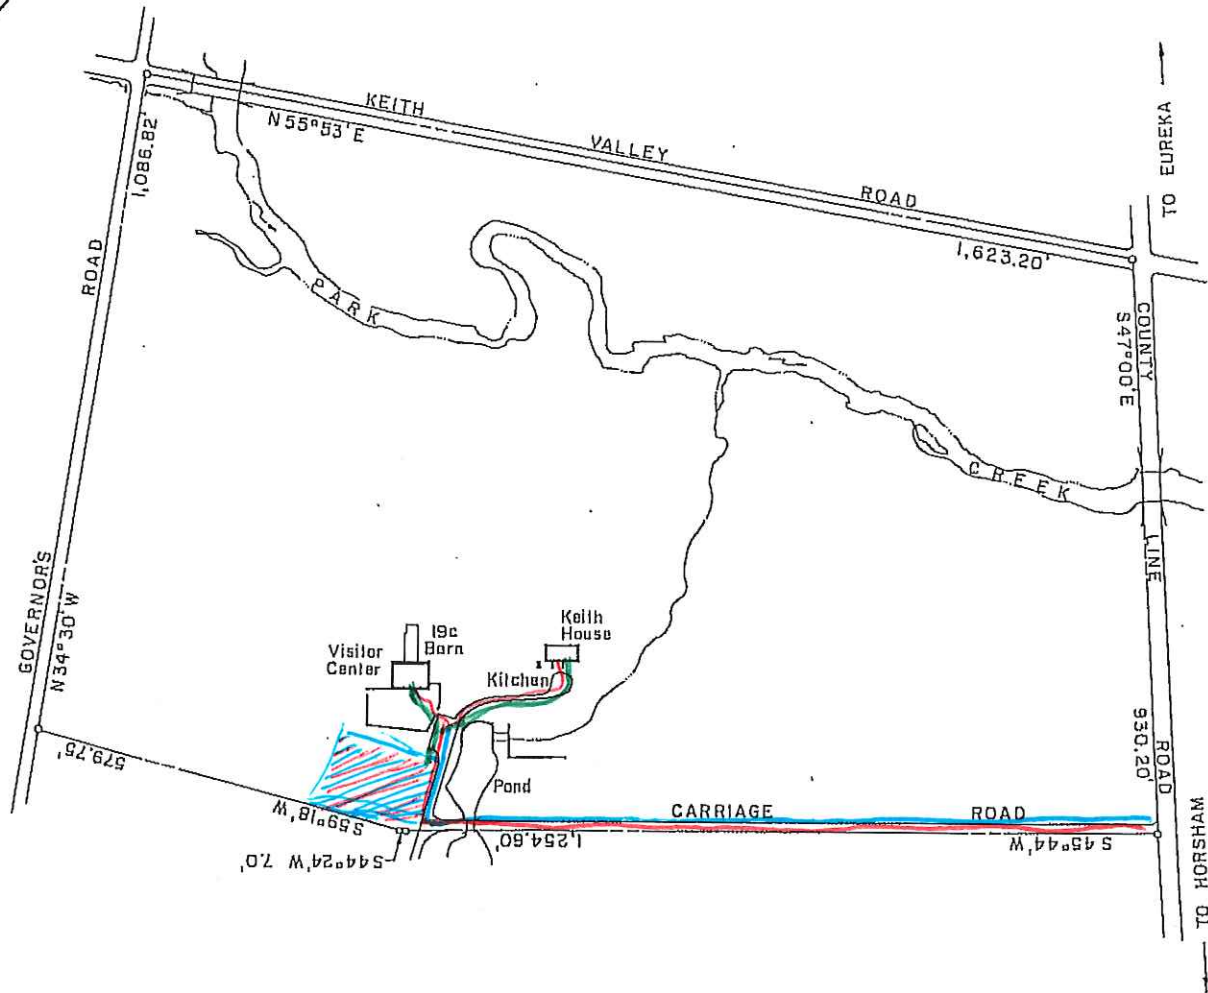 KEITH VALLEY ROAD
N 55°53' E
1,623.20'
TO EUREKA
1,086.82'
GOVERNOR'S ROAD
N 34°30' W
PARK CREEK
COUNTY LINE ROAD
S 47°00' E
930.20'
19c
Barn
Visitor
Center
Keith
House
Kitchen
Pond
579.75'
S 59°18' W
S 44°24' W 7.0'
CARRIAGE ROAD
1,254.60'
S 45°44' W
TO HORSHAM